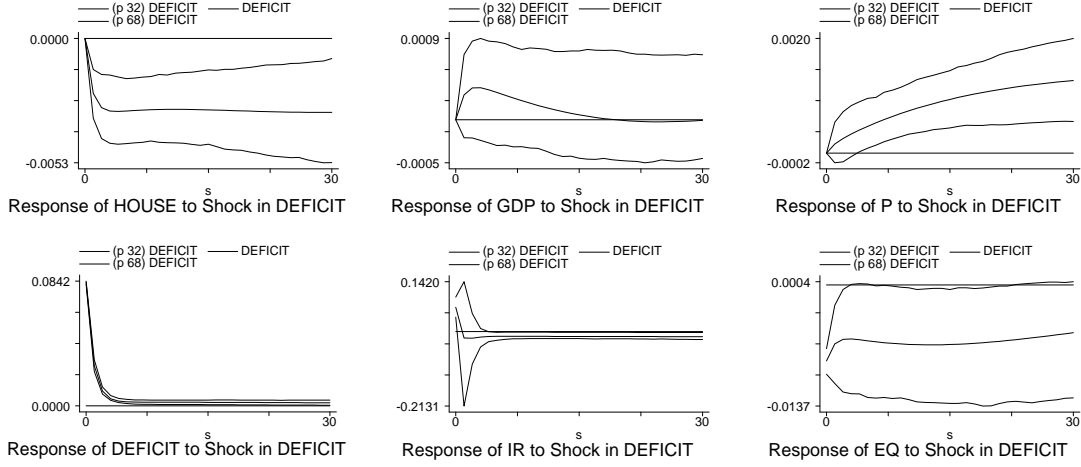 (p 32) DEFICIT DEFICIT
(p 68) DEFICIT
0.0000
-0.0053
0 30
s
Response of HOUSE to Shock in DEFICIT
(p 32) DEFICIT DEFICIT
(p 68) DEFICIT
0.0009
-0.0005
0 30
s
Response of GDP to Shock in DEFICIT
(p 32) DEFICIT DEFICIT
(p 68) DEFICIT
0.0020
-0.0002
0 30
s
Response of P to Shock in DEFICIT
(p 32) DEFICIT DEFICIT
(p 68) DEFICIT
0.0842
0.0000
0 30
s
Response of DEFICIT to Shock in DEFICIT
(p 32) DEFICIT DEFICIT
(p 68) DEFICIT
0.1420
-0.2131
0 30
s
Response of IR to Shock in DEFICIT
(p 32) DEFICIT DEFICIT
(p 68) DEFICIT
0.0004
-0.0137
0 30
s
Response of EQ to Shock in DEFICIT